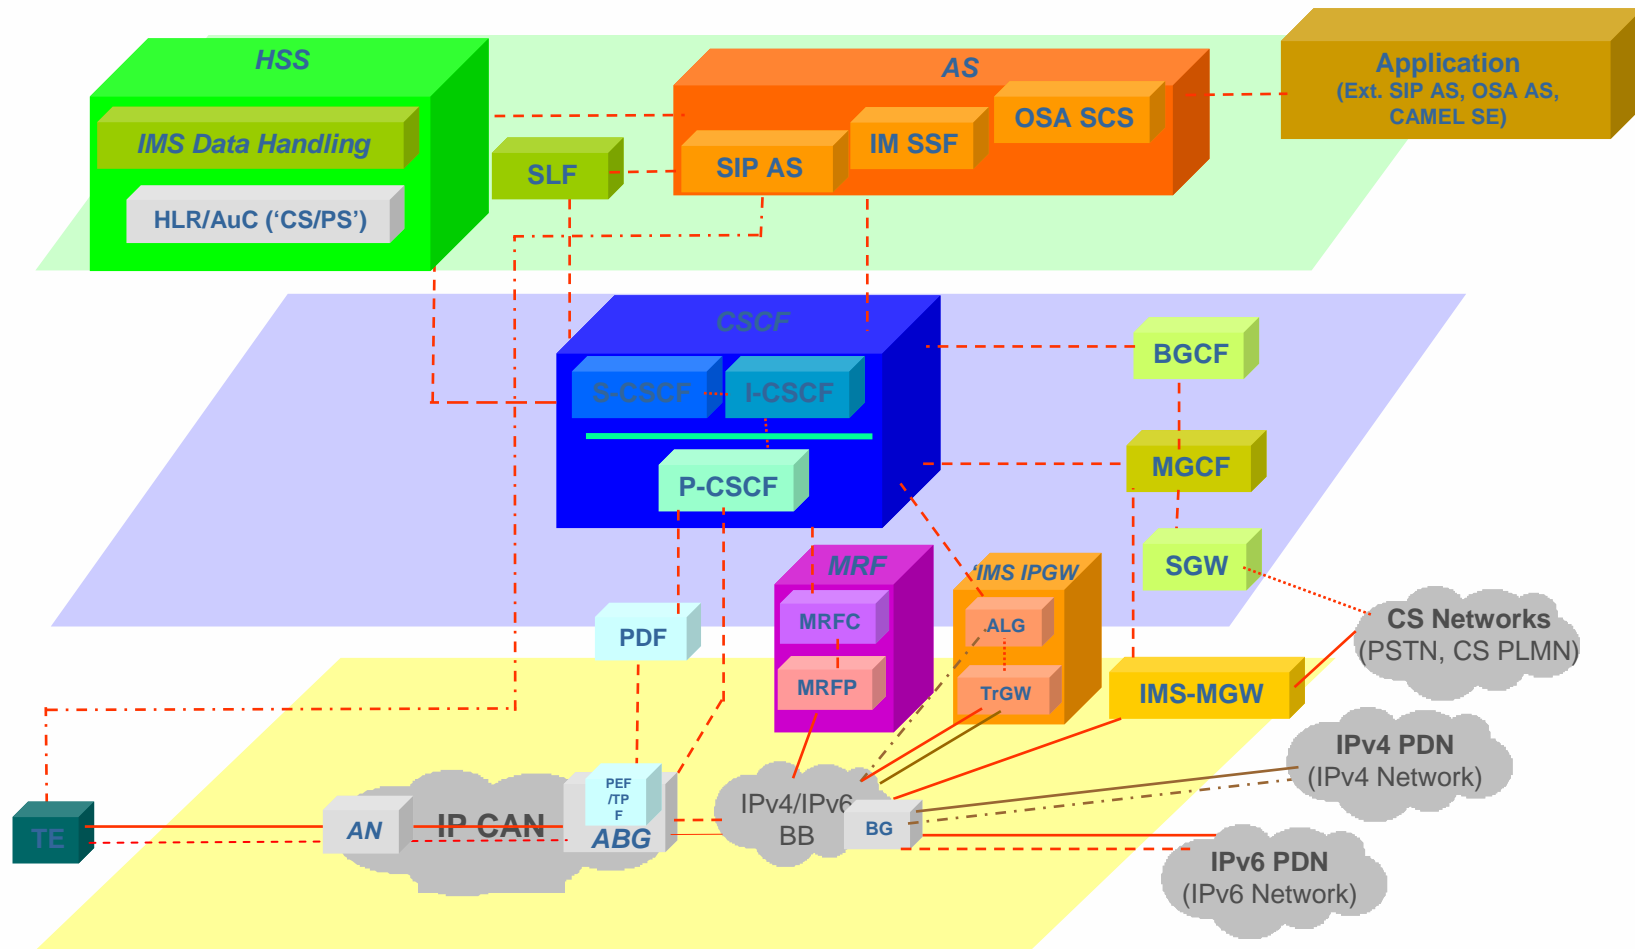 HSS
IMS Data Handling
HLR/AuC (‘CS/PS’)
SLF
AS
SIP AS
IM SSF
OSA SCS
Application
(Ext. SIP AS, OSA AS,
CAMEL SE)
CSCF
S-CSCF
I-CSCF
P-CSCF
BGCF
MGCF
SGW
MRF
MRFC
MRFP
‘IMS IPGW
ALG
TrGW
PDF
IMS-MGW
CS Networks
(PSTN, CS PLMN)
IPv4 PDN
(IPv4 Network)
IPv6 PDN
(IPv6 Network)
TE
AN
IP CAN
PEF
/TP
F
ABG
IPv4/IPv6
BB
BG